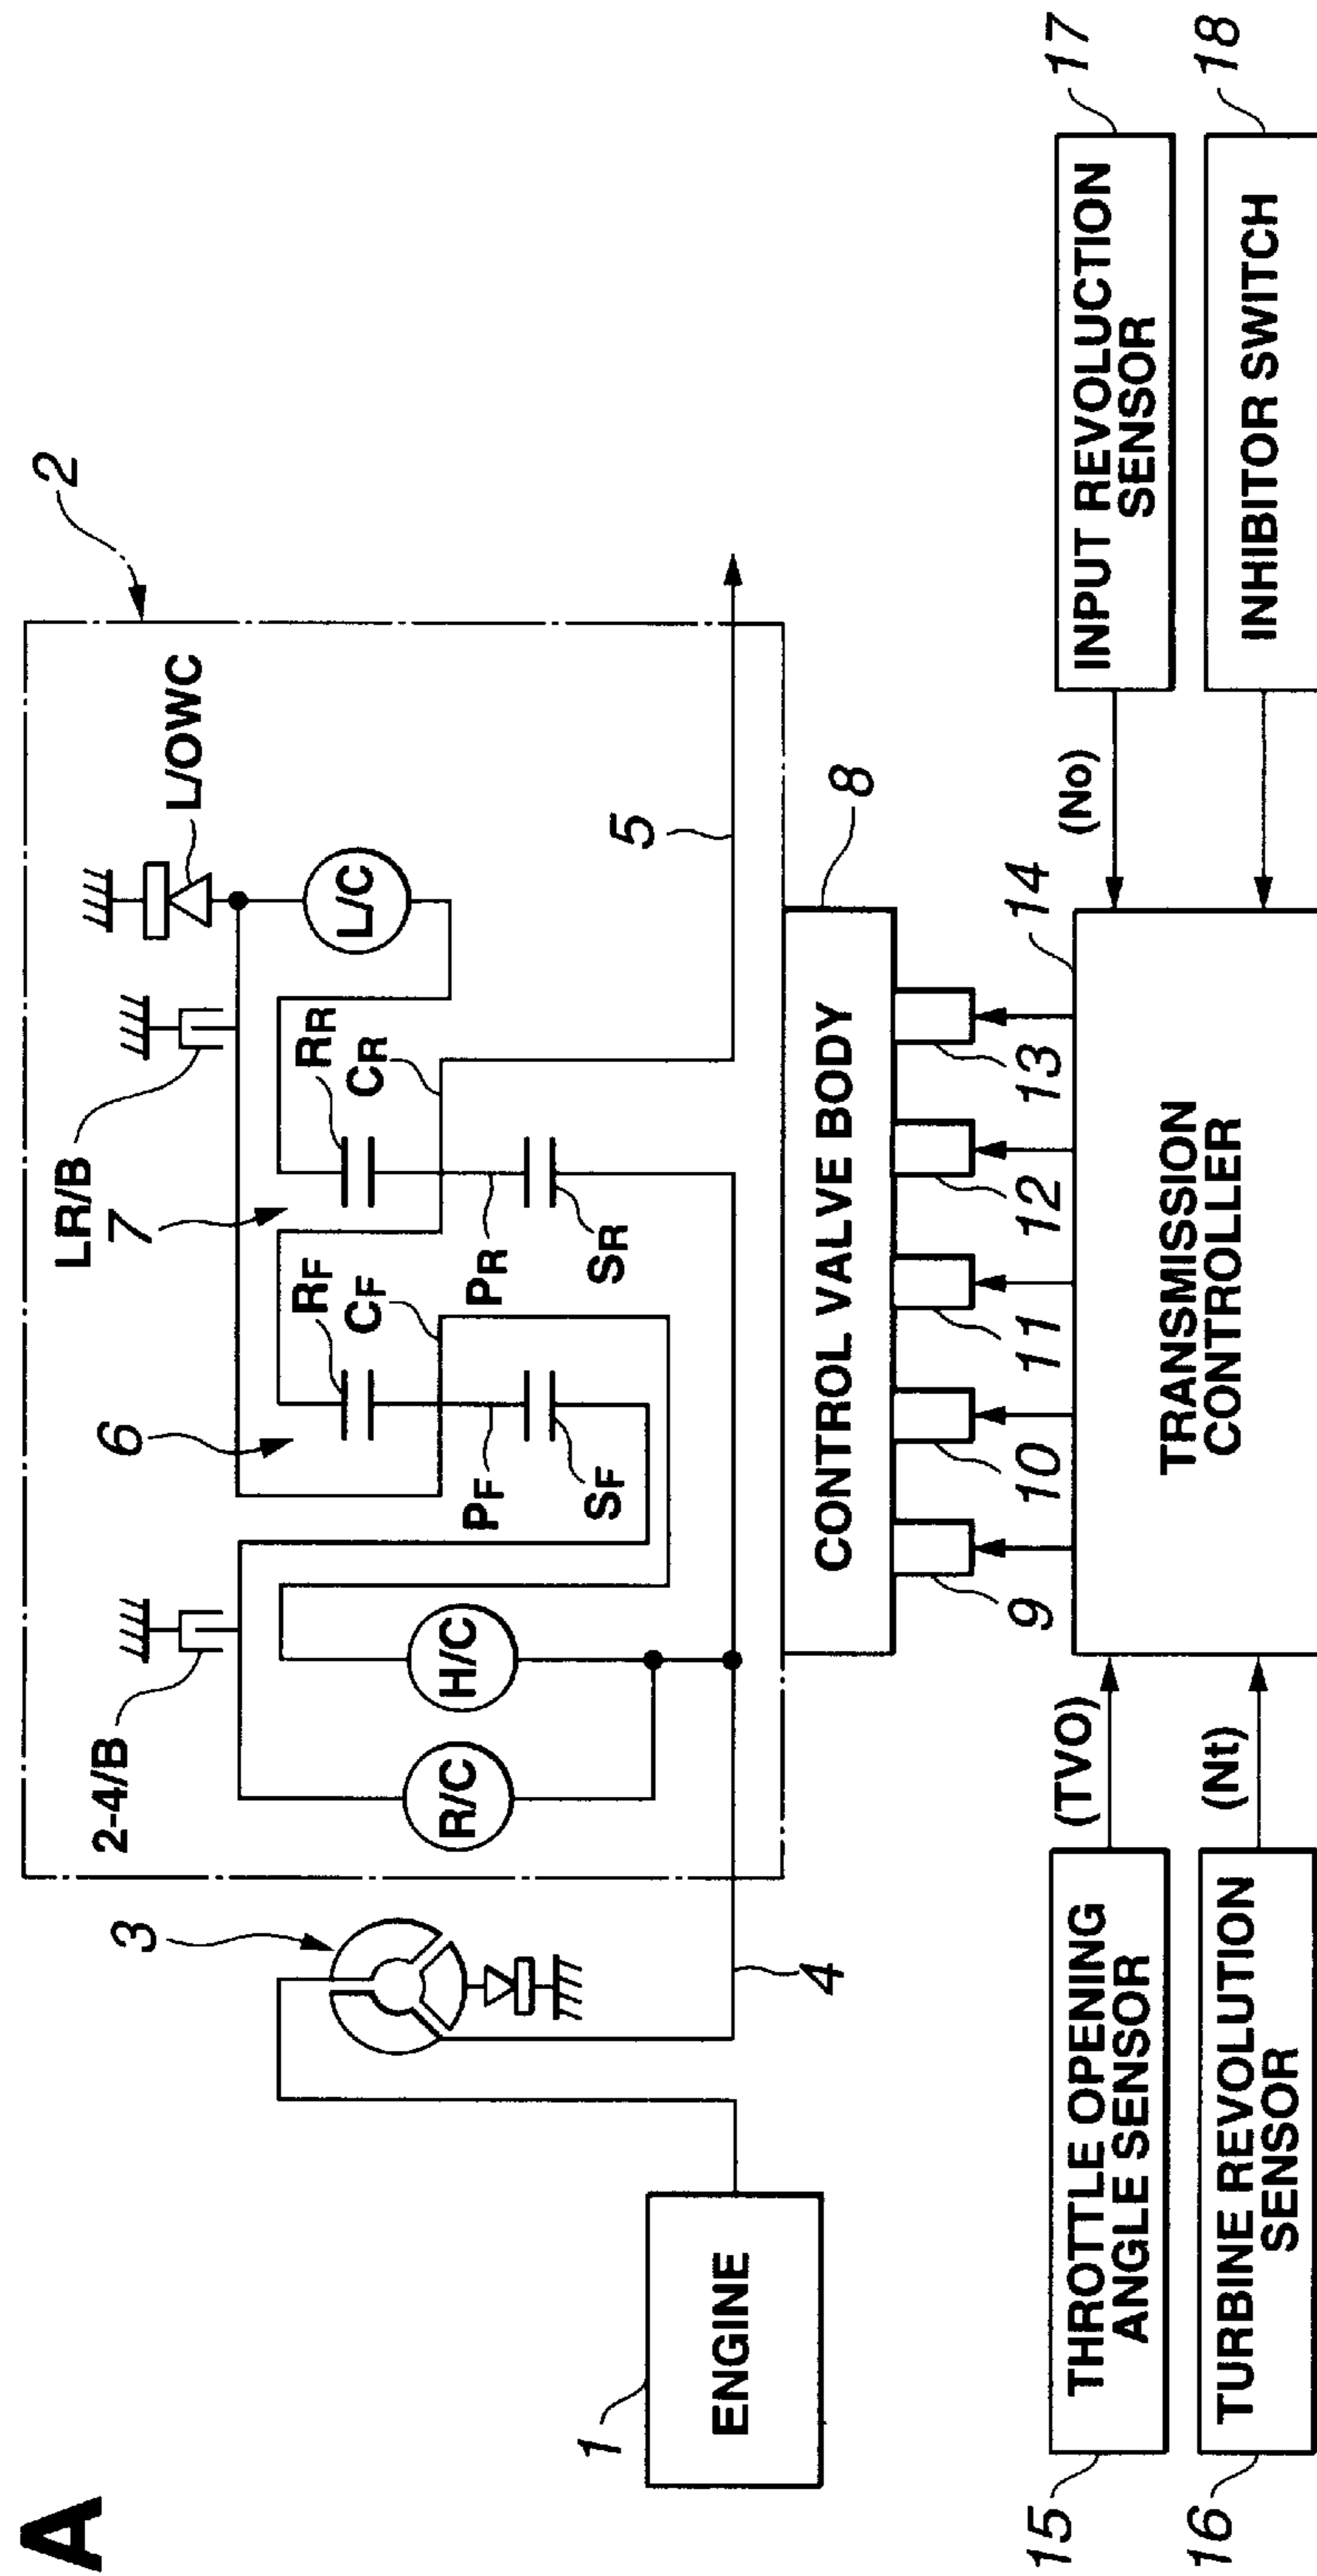 A
2
2-4/B
LR/B
L/OWC
3
6
7
RF
CF
RR
CR
R/C
H/C
L/C
PF
SF
PR
SR
5
4
1
ENGINE
8
CONTROL VALVE BODY
9
10
11
12
13
14
TRANSMISSION
CONTROLLER
15
THROTTLE OPENING
ANGLE SENSOR
(TVO)
16
TURBINE REVOLUTION
SENSOR
(Nt)
(No)
INPUT REVOLUCTION
SENSOR
17
INHIBITOR SWITCH
18